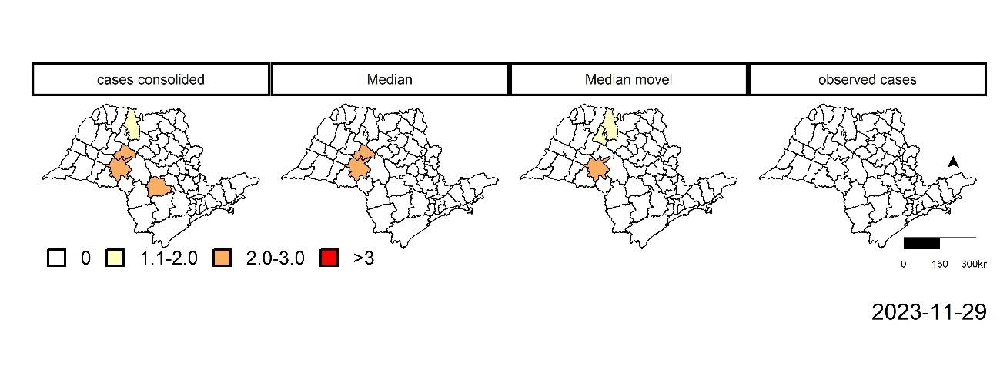 cases consolided
Median
Median movel
observed cases
0
1.1-2.0
2.0-3.0
>3
0 150 300kr
2023-11-29